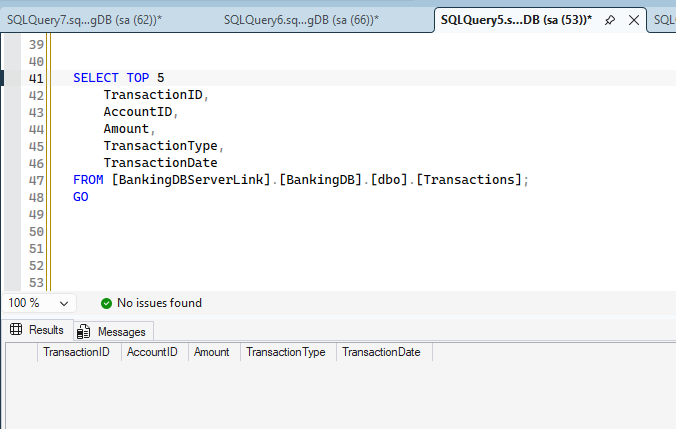 SQLQuery7.sq...gDB (sa (62))* SQLQuery6.sq...gDB (sa (66))* SQLQuery5.s...DB (sa (53))* SQL
39
40
41 SELECT TOP 5
42 TransactionID,
43 AccountID,
44 Amount,
45 TransactionType,
46 TransactionDate
47 FROM [BankingDBServerLink].[BankingDB].[dbo].[Transactions];
48 GO
49
50
51
52
53
100 % No issues found
Results Messages
TransactionID AccountID Amount TransactionType TransactionDate